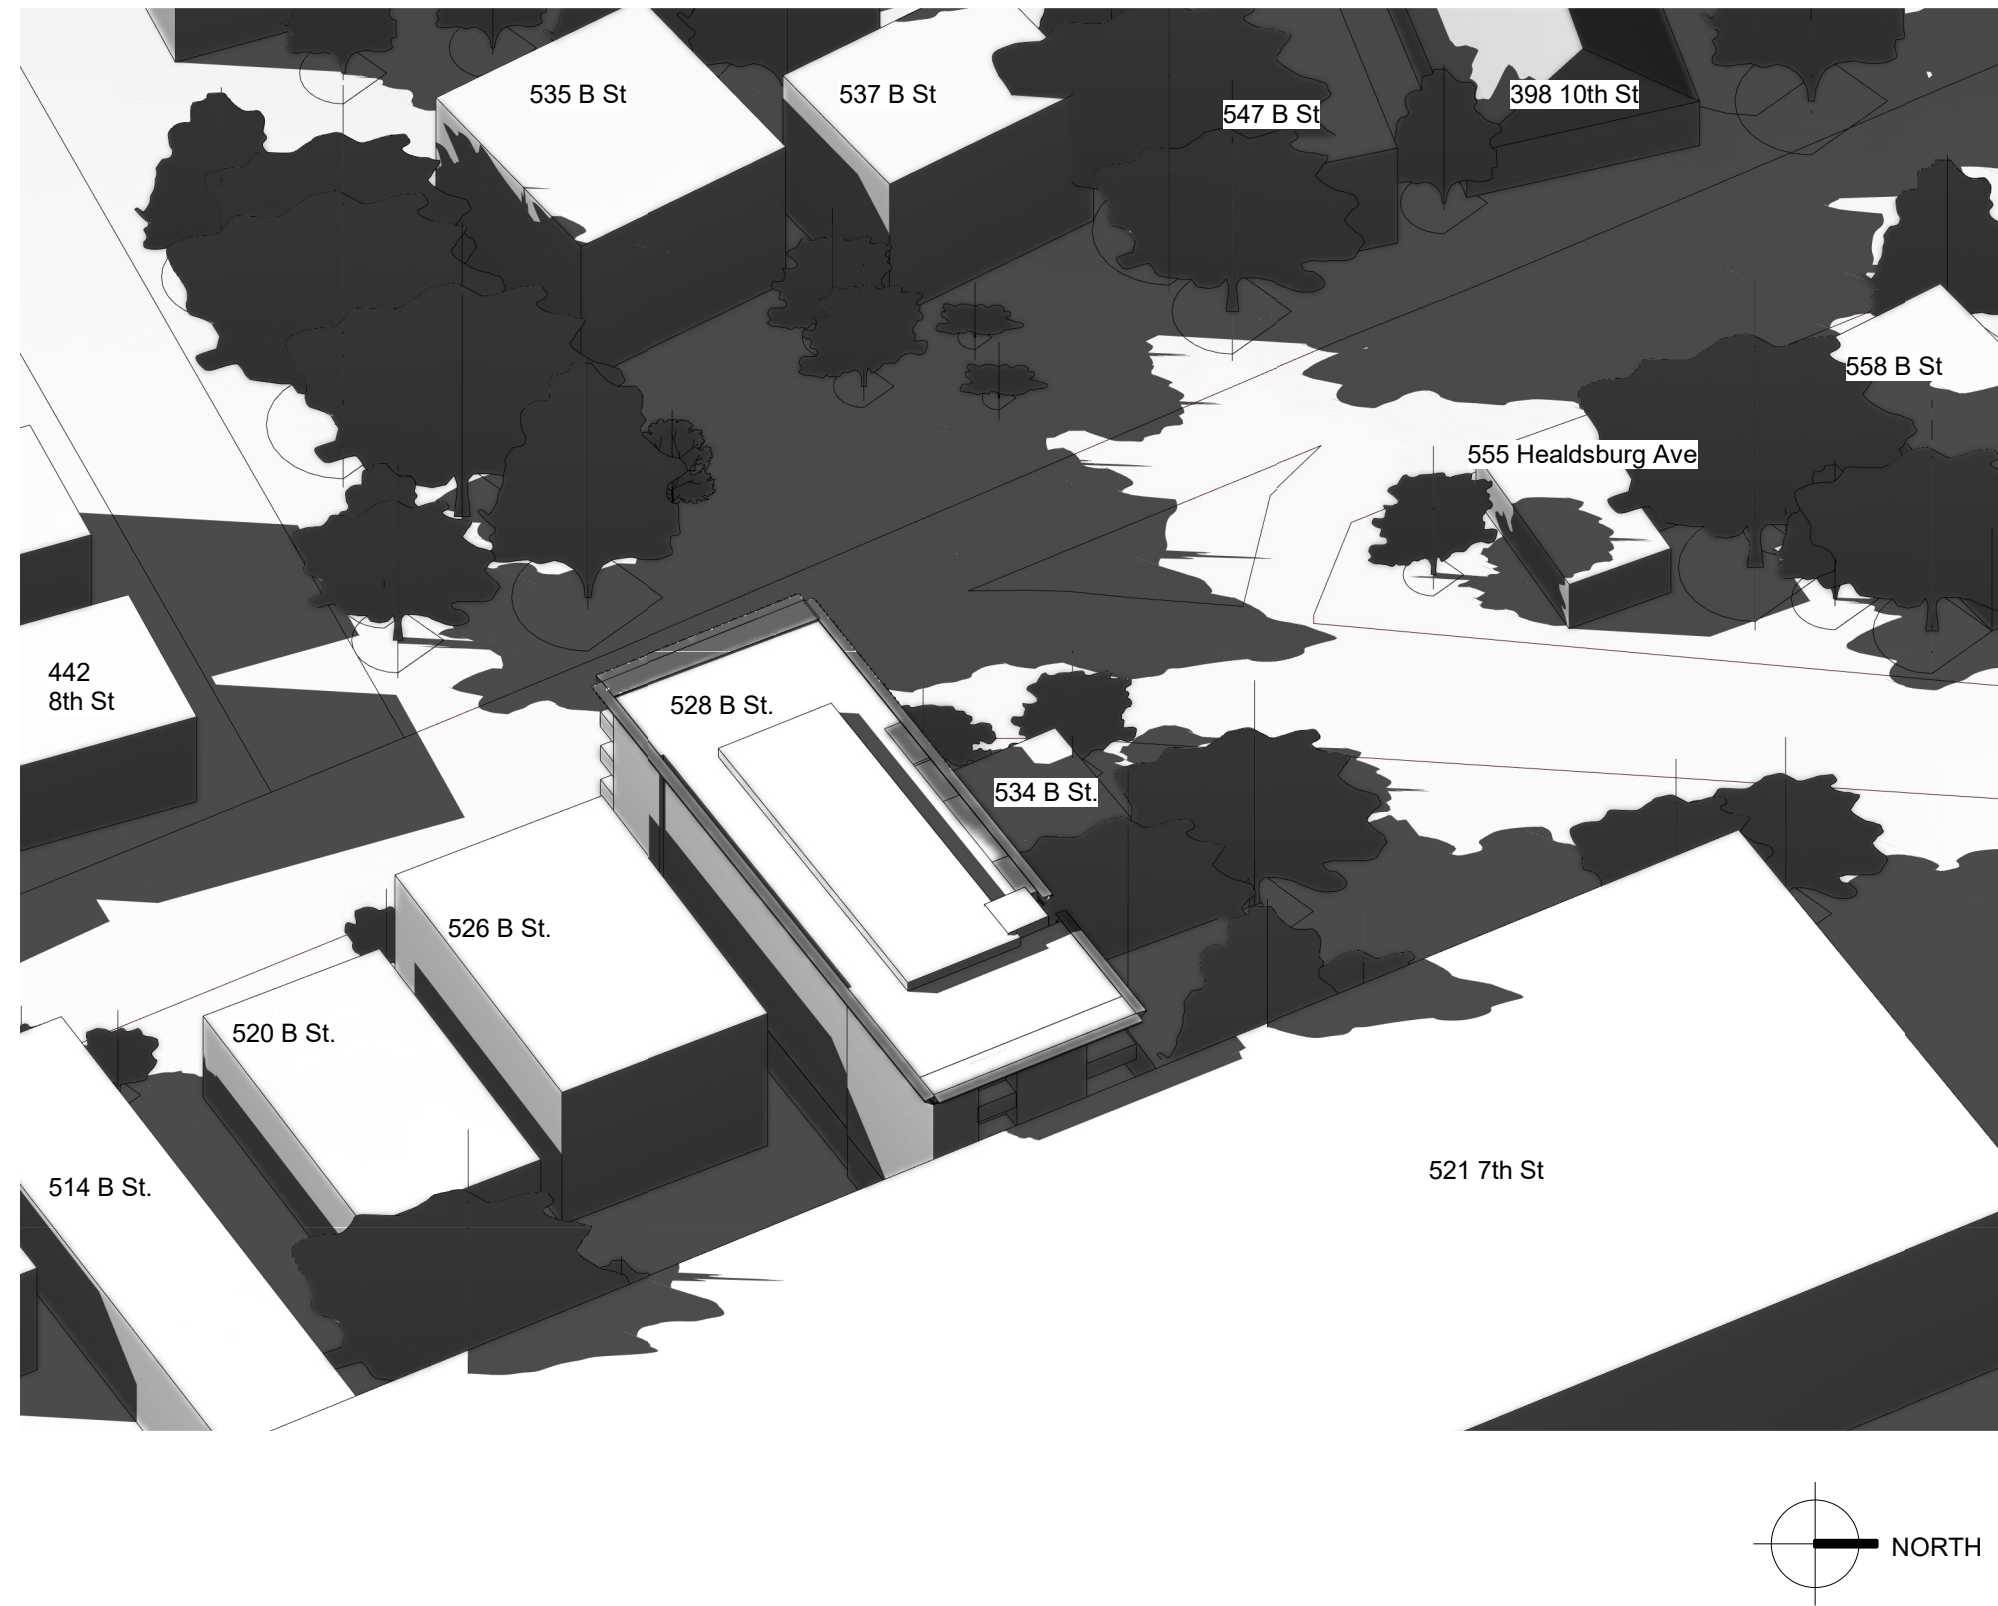 535 B St
537 B St
547 B St
398 10th St
558 B St
555 Healdsburg Ave
442
8th St
528 B St.
534 B St.
526 B St.
520 B St.
514 B St.
521 7th St
NORTH